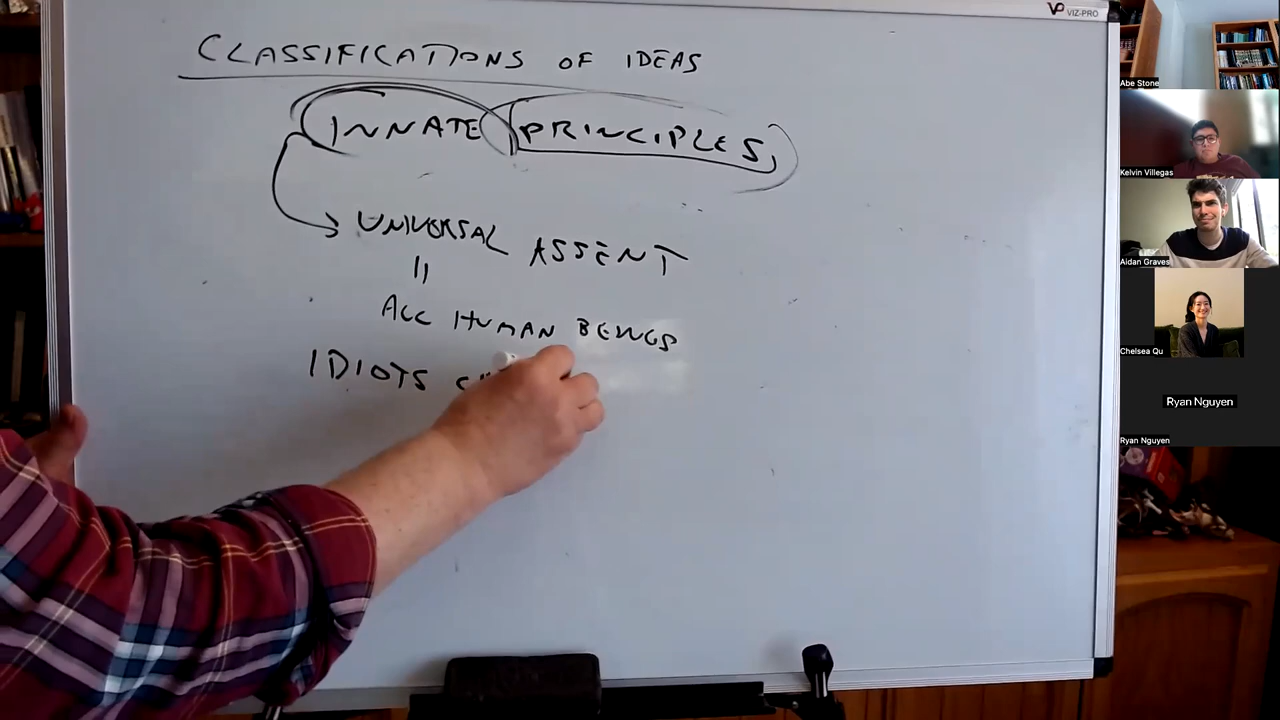 VIZ-PRO
CLASSIFICATIONS OF IDEAS
INNATE PRINCIPLES,
UNIVERSAL ASSENT
||
ALL HUMAN BEINGS
IDIOTS
Abe Stone
Kelvin Villegas
Aidan Graves
Chelsea Qu
Ryan Nguyen
Ryan Nguyen